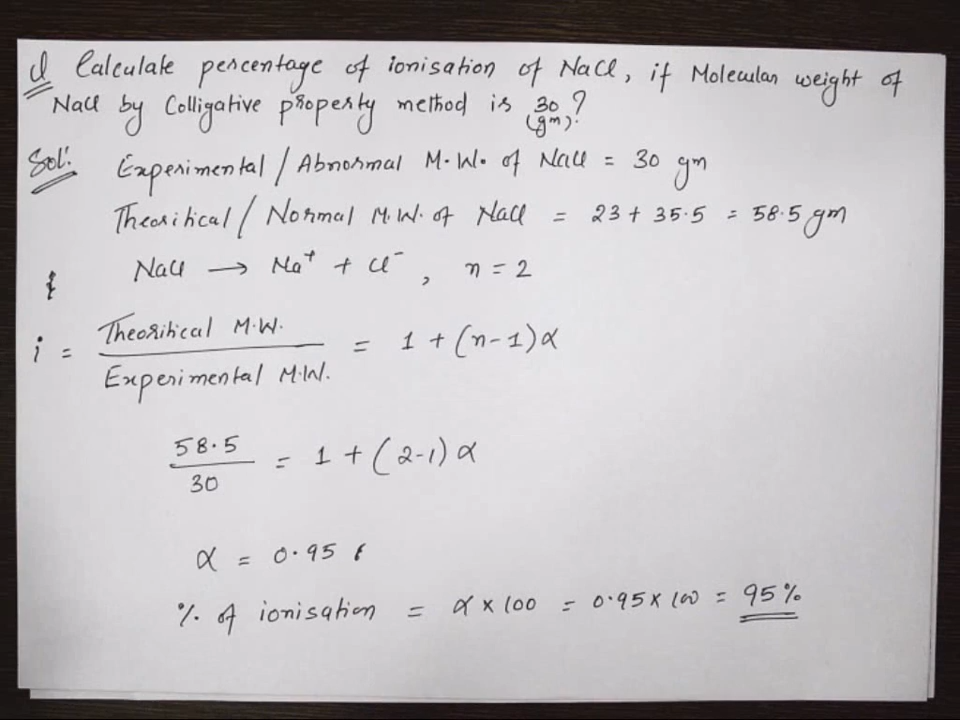 Q Calculate percentage of ionisation of NaCl, if Molecular weight of
NaCl by Colligative property method is 30 (gm)?
Sol: Experimental / Abnormal M.W. of NaCl = 30 gm
Theoritical / Normal M.W. of NaCl = 23 + 35.5 = 58.5 gm
NaCl → Na⁺ + Cl⁻ , n = 2
i = Theoritical M.W. / Experimental M.W. = 1 + (n-1)α
58.5 / 30 = 1 + (2-1)α
α = 0.95
% of ionisation = α × 100 = 0.95 × 100 = 95%